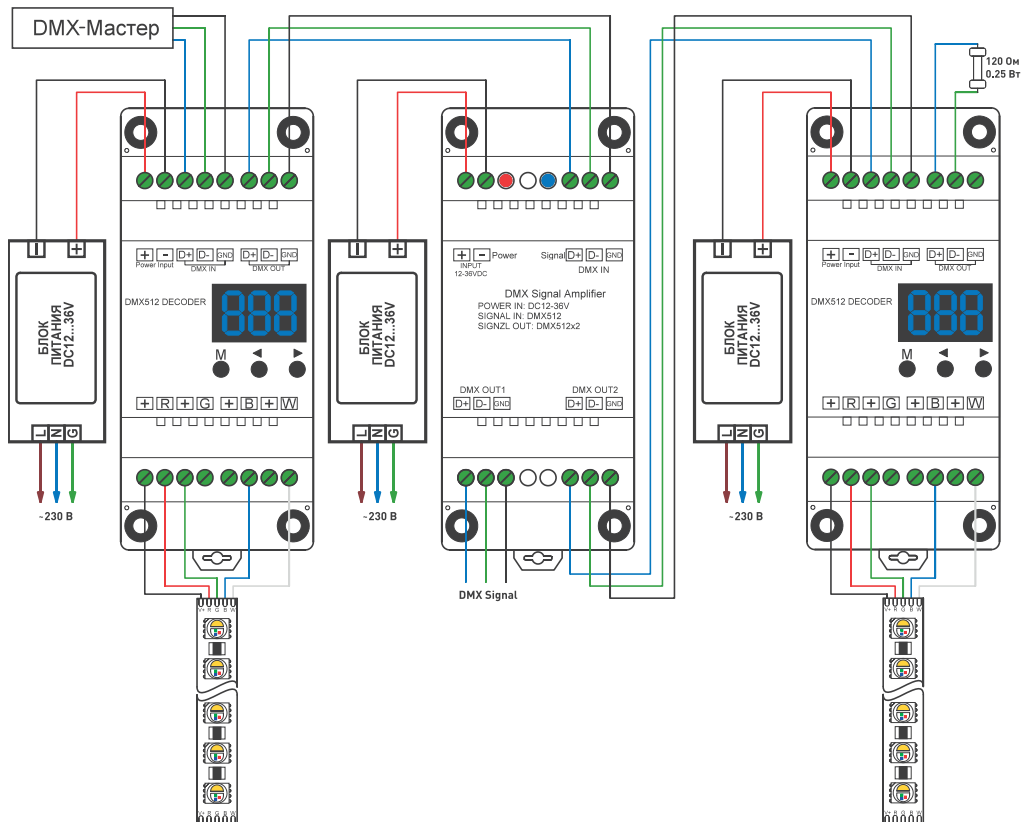 DMX-Мастер
120 Ом
0.25 Вт
+ - D+ D- GND D+ D- GND
Power Input DMX IN DMX OUT
DMX512 DECODER
888
M ◄ ►
+ R + G + B + W
- +
БЛОК
ПИТАНИЯ
DC12...36V
L N G
~230 В
V+ R G B W
V+ R G B W
+ - Power Signal D+ D- GND
INPUT
12-36VDC
DMX IN
DMX Signal Amplifier
POWER IN: DC12-36V
SIGNAL IN: DMX512
SIGNZL OUT: DMX512x2
DMX OUT1 DMX OUT2
D+ D- GND D+ D- GND
DMX Signal
- +
БЛОК
ПИТАНИЯ
DC12...36V
L N G
~230 В
- +
БЛОК
ПИТАНИЯ
DC12...36V
L N G
~230 В
+ - D+ D- GND D+ D- GND
Power Input DMX IN DMX OUT
DMX512 DECODER
888
M ◄ ►
+ R + G + B + W
V+ R G B W
V+ R G B W